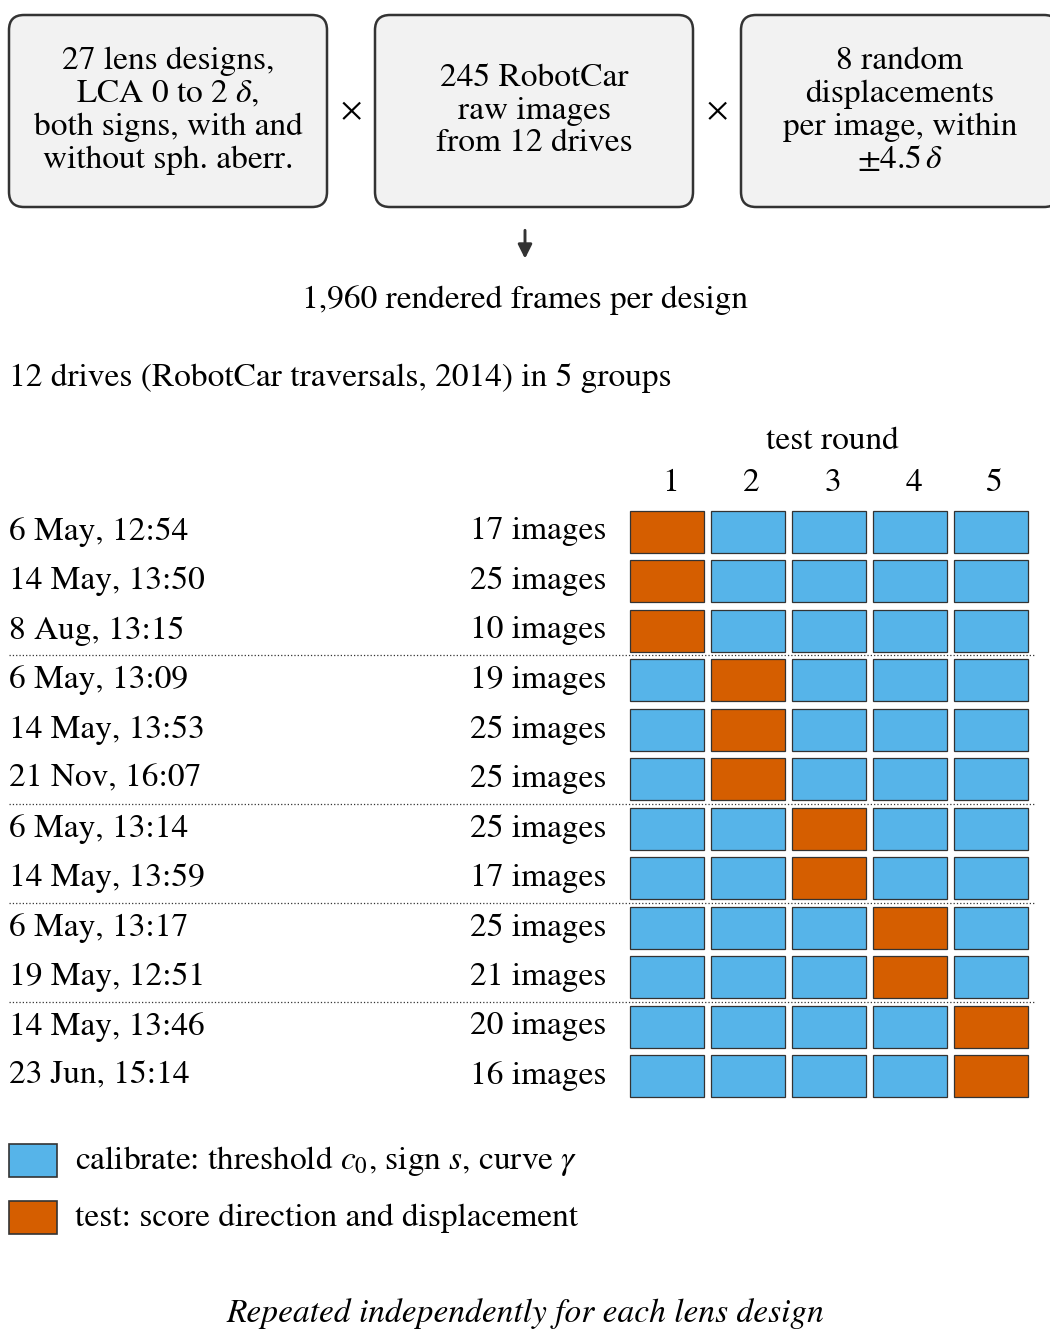 27 lens designs,
LCA 0 to 2 δ,
both signs, with and
without sph. aberr.
×
245 RobotCar
raw images
from 12 drives
×
8 random
displacements
per image, within
±4.5 δ
1,960 rendered frames per design
12 drives (RobotCar traversals, 2014) in 5 groups
test round
1 2 3 4 5
6 May, 12:54 17 images
14 May, 13:50 25 images
8 Aug, 13:15 10 images
6 May, 13:09 19 images
14 May, 13:53 25 images
21 Nov, 16:07 25 images
6 May, 13:14 25 images
14 May, 13:59 17 images
6 May, 13:17 25 images
19 May, 12:51 21 images
14 May, 13:46 20 images
23 Jun, 15:14 16 images
calibrate: threshold c₀, sign s, curve γ
test: score direction and displacement
Repeated independently for each lens design